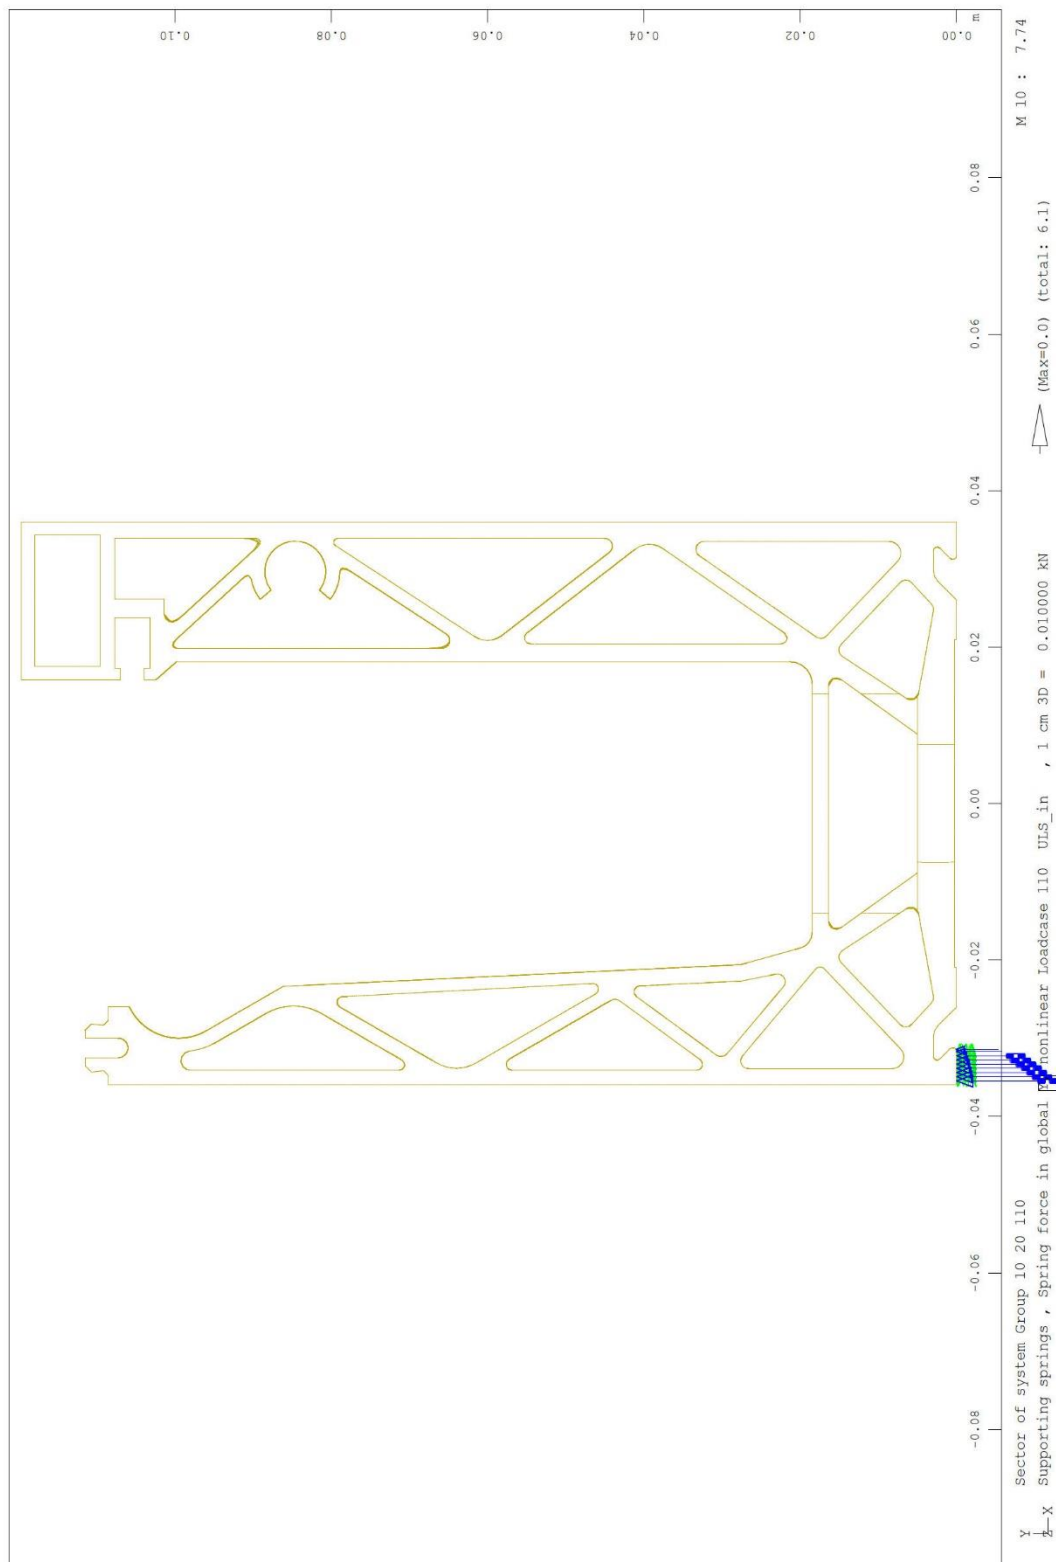 0.10
0.08
0.06
0.04
0.02
0.00
m
M 10 : 7.74
0.08
0.06
0.04
0.02
0.00
-0.02
-0.04
-0.06
-0.08
Sector of system Group 10 20 110
Supporting springs , Spring force in global Y, nonlinear Loadcase 110 ULS_in , 1 cm 3D = 0.010000 kN (Max=0.0) (total: 6.1)
Y
Z X